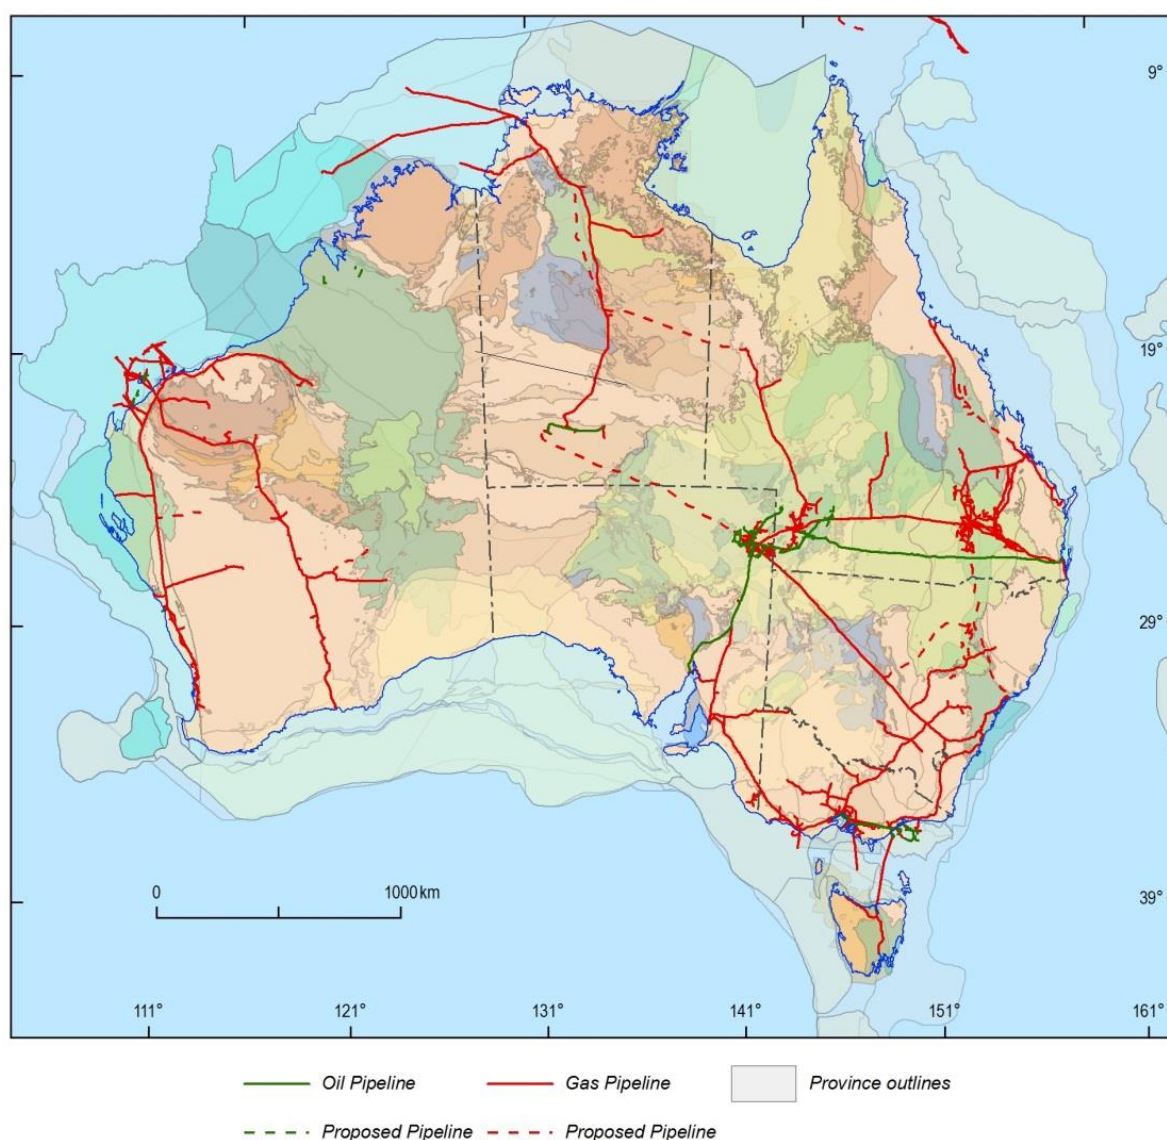 9°
19°
29°
39°
0 1000 km
111° 121° 131° 141° 151° 161°
Oil Pipeline Gas Pipeline Province outlines
Proposed Pipeline Proposed Pipeline